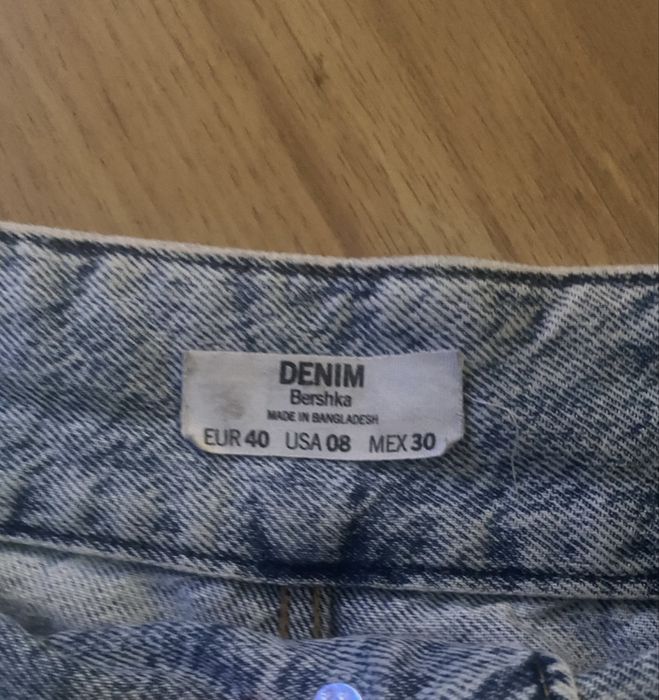 DENIM
Bershka
MADE IN BANGLADESH
EUR 40 USA 08 MEX 30